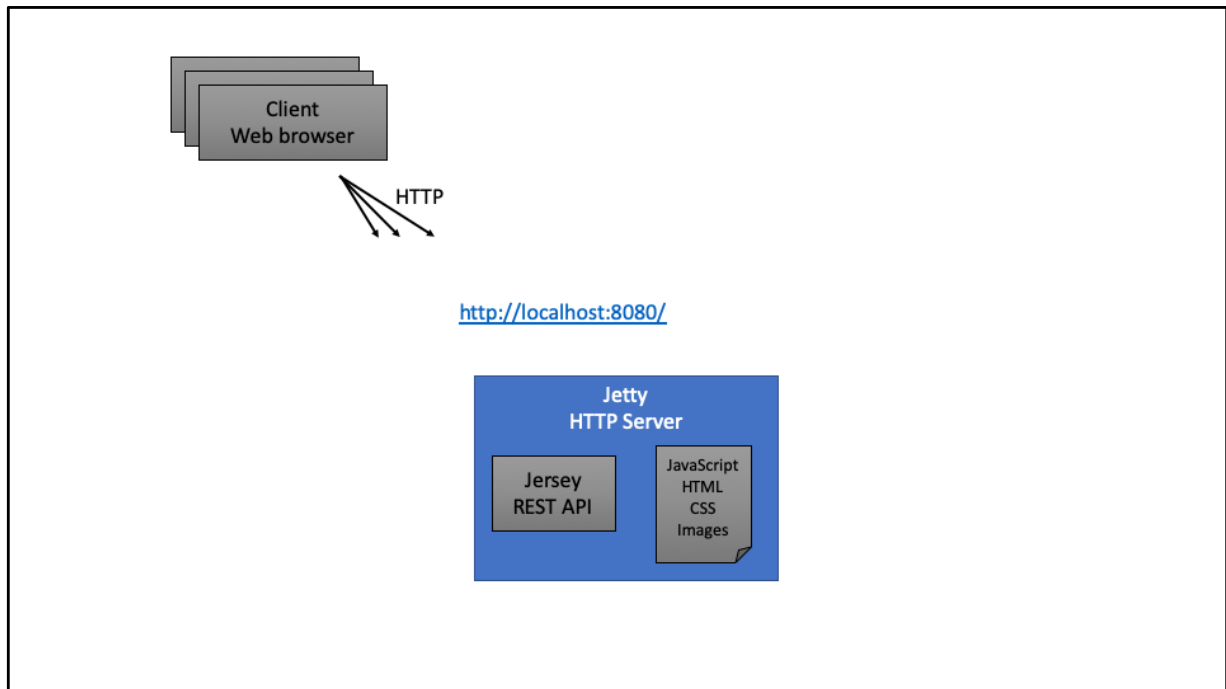 Client
Web browser
HTTP
http://localhost:8080/
Jetty
HTTP Server
Jersey
REST API
JavaScript
HTML
CSS
Images